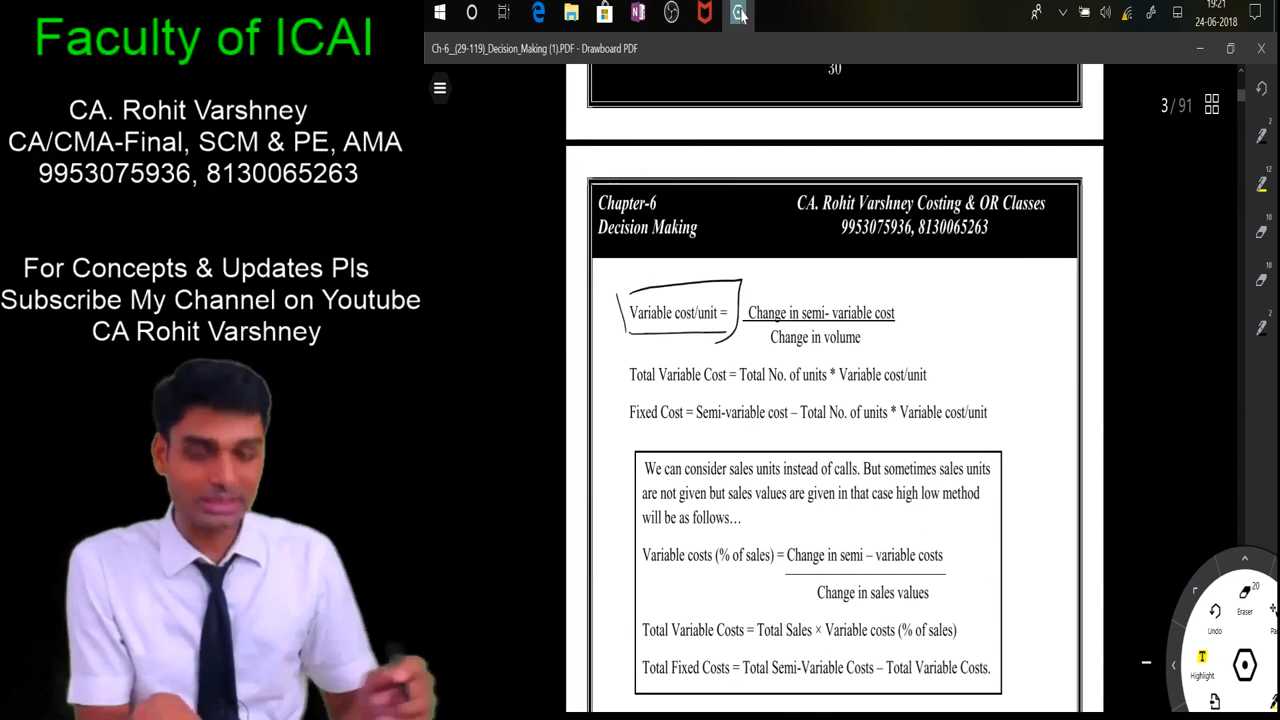 Faculty of ICAI
CA. Rohit Varshney
CA/CMA-Final, SCM & PE, AMA
9953075936, 8130065263
For Concepts & Updates Pls
Subscribe My Channel on Youtube
CA Rohit Varshney
19:21
24-06-2018
Ch-6_(29-119)_Decision_Making (1).PDF - Drawboard PDF
30
3 / 91
Chapter-6
Decision Making
CA. Rohit Varshney Costing & OR Classes
9953075936, 8130065263
Variable cost/unit = Change in semi- variable cost
Change in volume
Total Variable Cost = Total No. of units * Variable cost/unit
Fixed Cost = Semi-variable cost – Total No. of units * Variable cost/unit
We can consider sales units instead of calls. But sometimes sales units
are not given but sales values are given in that case high low method
will be as follows…
Variable costs (% of sales) = Change in semi – variable costs
Change in sales values
Total Variable Costs = Total Sales × Variable costs (% of sales)
Total Fixed Costs = Total Semi-Variable Costs – Total Variable Costs.
2
12
10
10
20
Eraser
Undo
T
Highlight